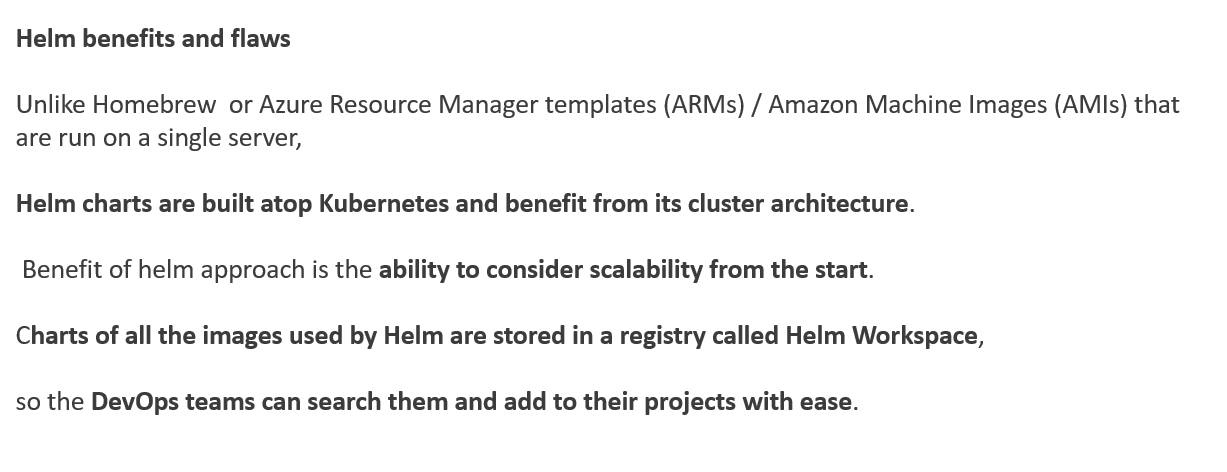 Helm benefits and flaws
Unlike Homebrew  or Azure Resource Manager templates (ARMs) / Amazon Machine Images (AMIs) that
are run on a single server,
Helm charts are built atop Kubernetes and benefit from its cluster architecture.
Benefit of helm approach is the ability to consider scalability from the start.
Charts of all the images used by Helm are stored in a registry called Helm Workspace,
so the DevOps teams can search them and add to their projects with ease.